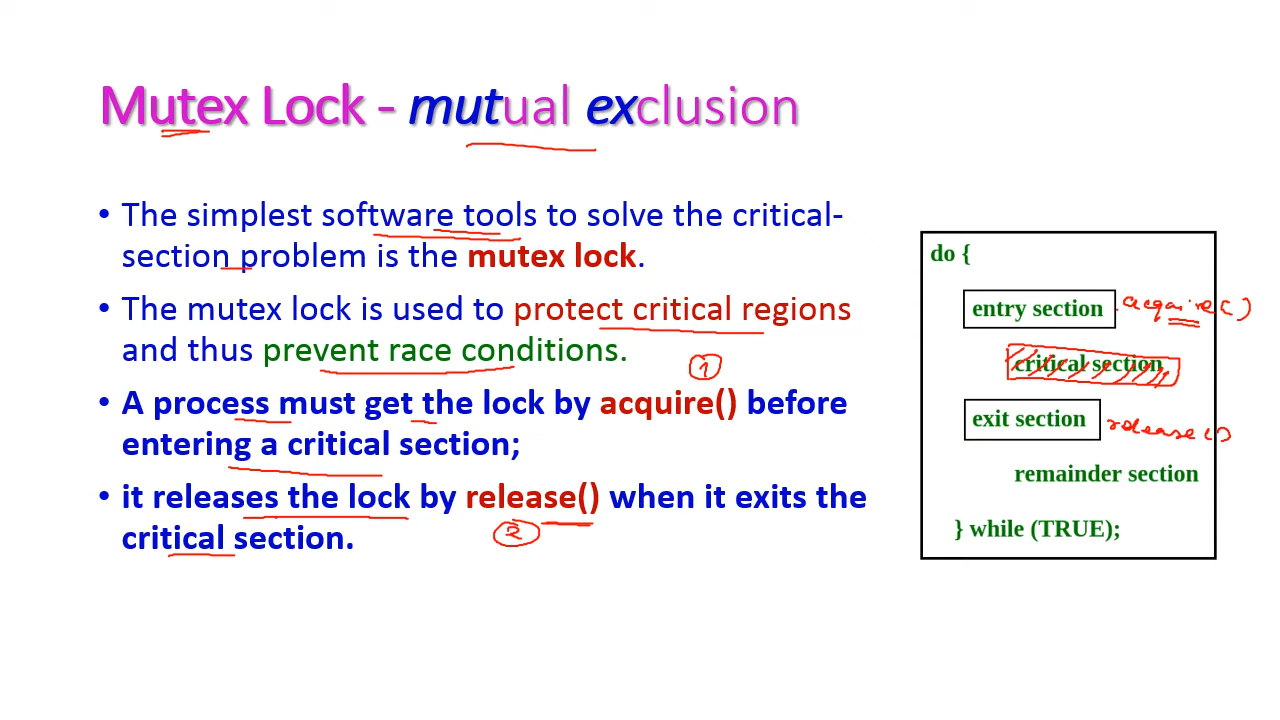 Mutex Lock - mutual exclusion
• The simplest software tools to solve the critical-
section problem is the mutex lock.
• The mutex lock is used to protect critical regions
and thus prevent race conditions.
1
• A process must get the lock by acquire() before
entering a critical section;
• it releases the lock by release() when it exits the
critical section.
2
do {
entry section acquire()
critical section
exit section release()
remainder section
} while (TRUE);